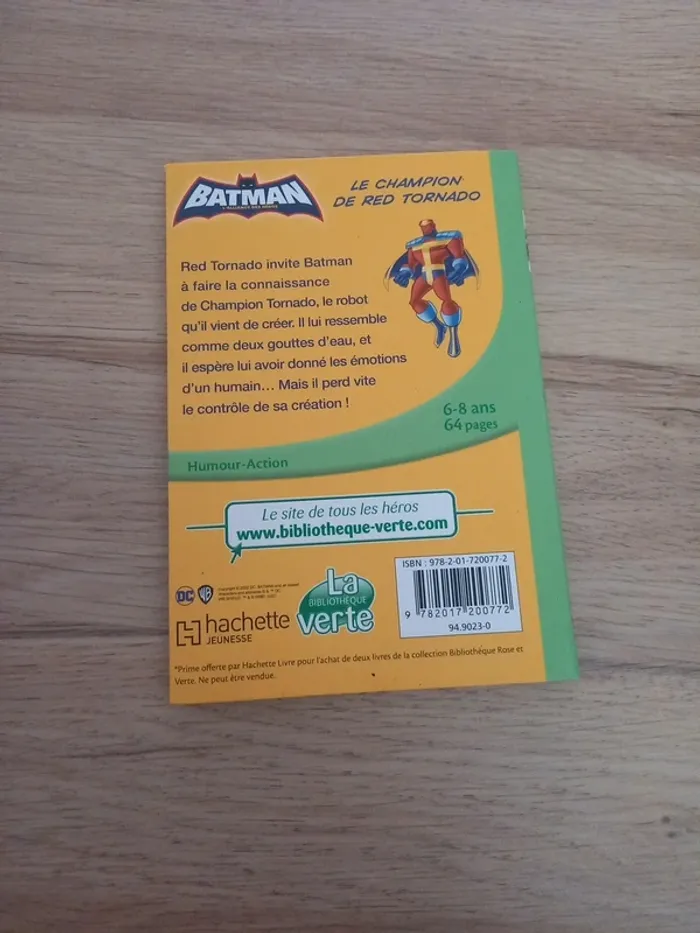 BATMAN
L'ALLIANCE DES HÉROS
LE CHAMPION
DE RED TORNADO
Red Tornado invite Batman
à faire la connaissance
de Champion Tornado, le robot
qu'il vient de créer. Il lui ressemble
comme deux gouttes d'eau, et
il espère lui avoir donné les émotions
d'un humain... Mais il perd vite
le contrôle de sa création !
6-8 ans
64 pages
Humour-Action
Le site de tous les héros
www.bibliotheque-verte.com
ISBN : 978-2-01-720077-2
9 782017 200772
94.9023-0
DC
WB
La
BIBLIOTHÈQUE
verte
hachette
JEUNESSE
*Prime offerte par Hachette Livre pour l'achat de deux livres de la collection Bibliothèque Rose et
Verte. Ne peut être vendue.